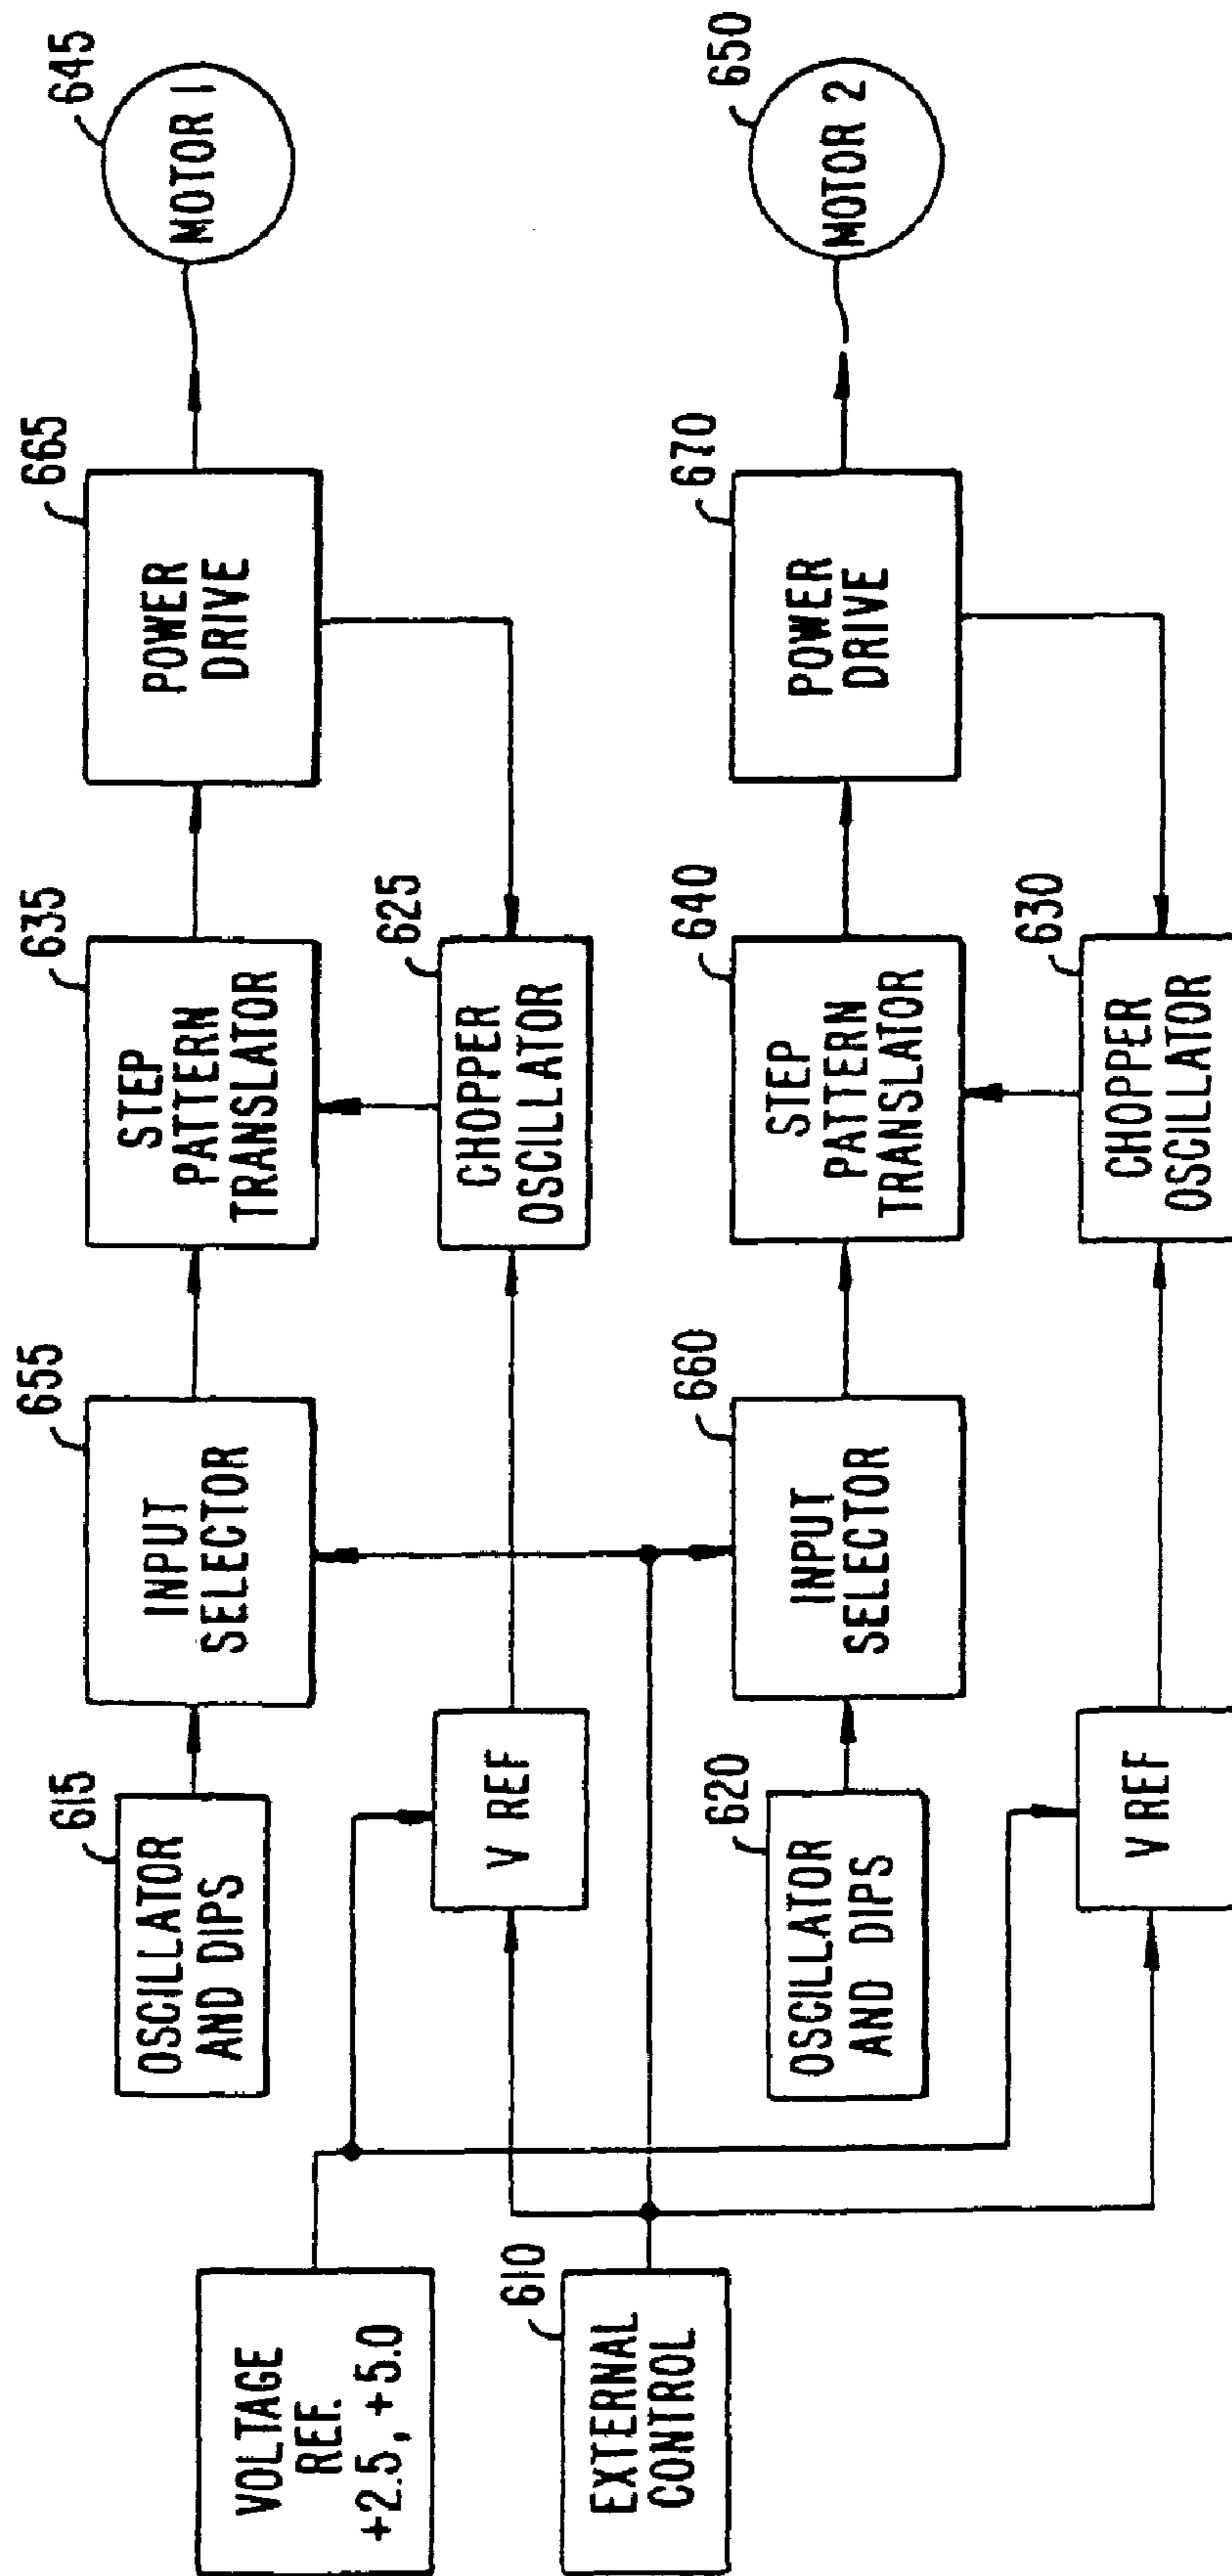 VOLTAGE
REF.
+2.5, +5.0
610
EXTERNAL
CONTROL
615
OSCILLATOR
AND DIPS
V REF
620
OSCILLATOR
AND DIPS
V REF
655
INPUT
SELECTOR
660
INPUT
SELECTOR
635
STEP
PATTERN
TRANSLATOR
625
CHOPPER
OSCILLATOR
640
STEP
PATTERN
TRANSLATOR
630
CHOPPER
OSCILLATOR
665
POWER
DRIVE
670
POWER
DRIVE
645
MOTOR 1
650
MOTOR 2